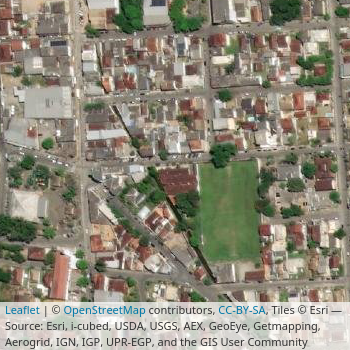 Leaflet | © OpenStreetMap contributors, CC-BY-SA, Tiles © Esri —
Source: Esri, i-cubed, USDA, USGS, AEX, GeoEye, Getmapping,
Aerogrid, IGN, IGP, UPR-EGP, and the GIS User Community